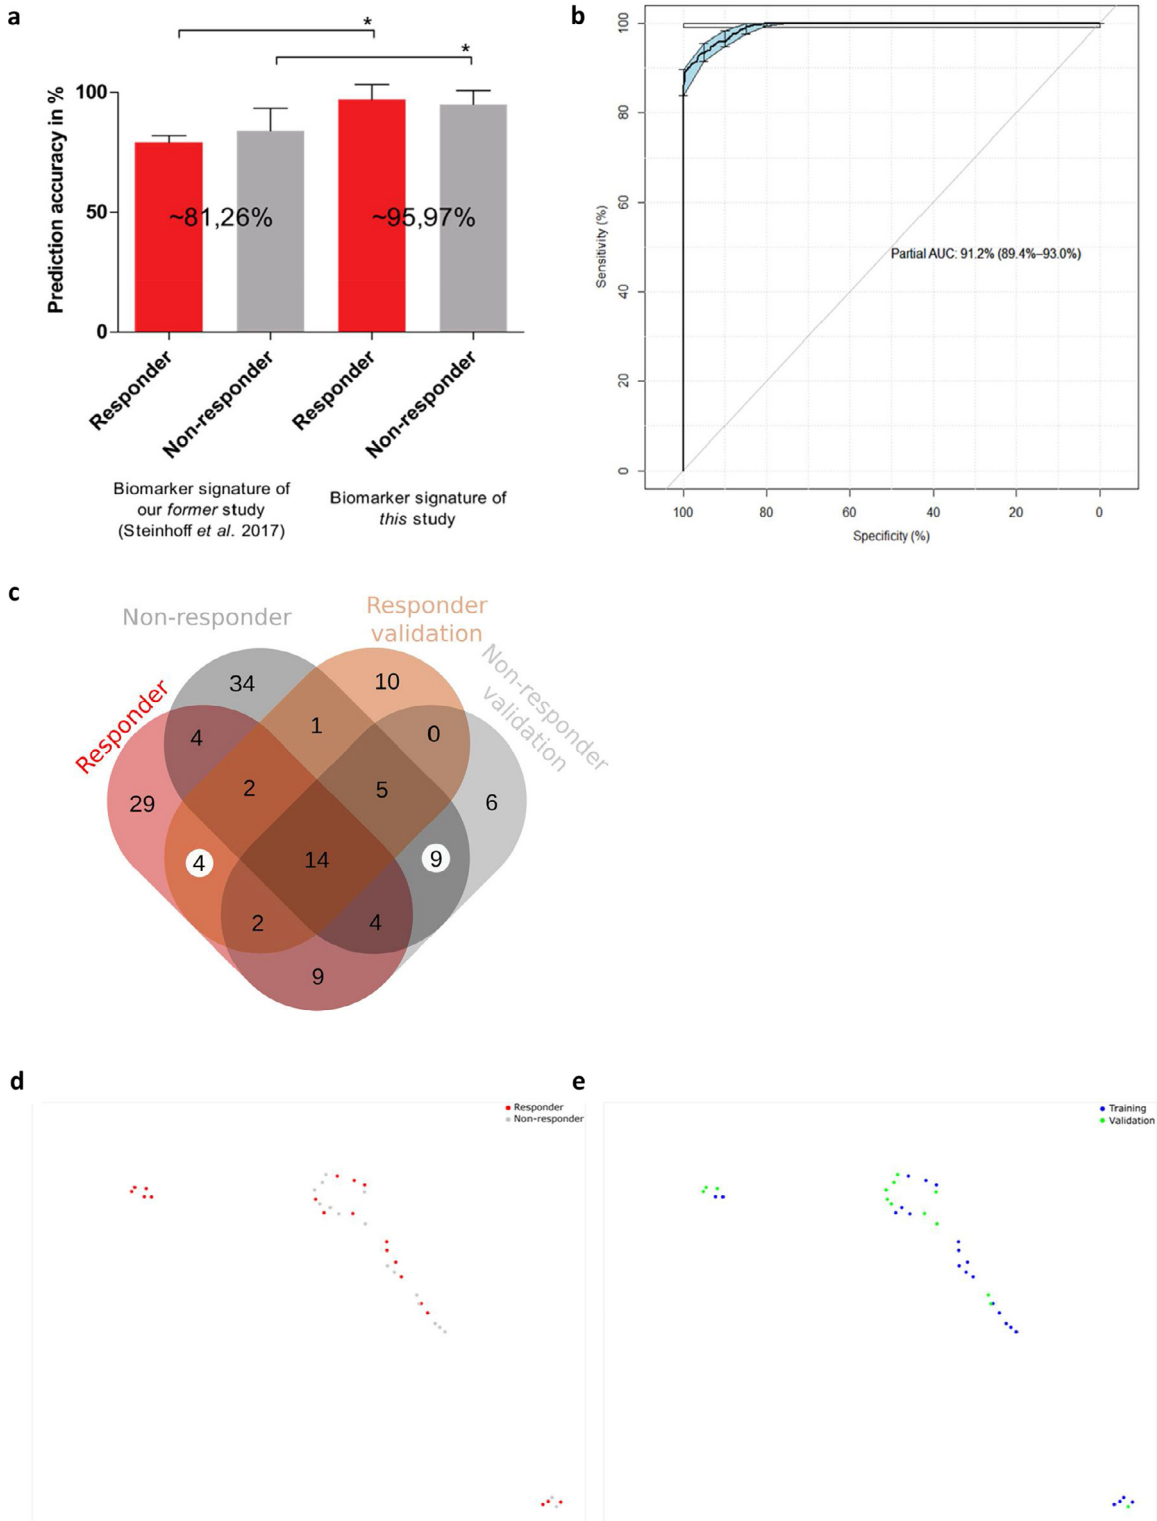 a
*
*
Prediction accuracy in %
100
50
0
~81,26%
~95,97%
Responder
Non-responder
Responder
Non-responder
Biomarker signature of
our former study
(Steinhoff et al. 2017)
Biomarker signature of
this study
b
Sensitivity (%)
100
80
60
40
20
0
Partial AUC: 91.2% (89.4%–93.0%)
100
80
60
40
20
0
Specificity (%)
c
Non-responder
Responder
validation
Non-responder
validation
Responder
34
10
4
1
0
29
2
5
6
4
14
9
2
4
9
d
Responder
Non-responder
e
Training
Validation